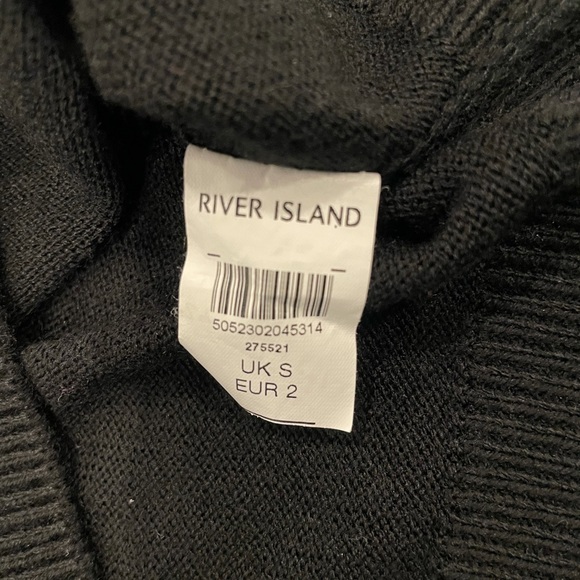 RIVER ISLAND
5052302045314
275521
UK S
EUR 2